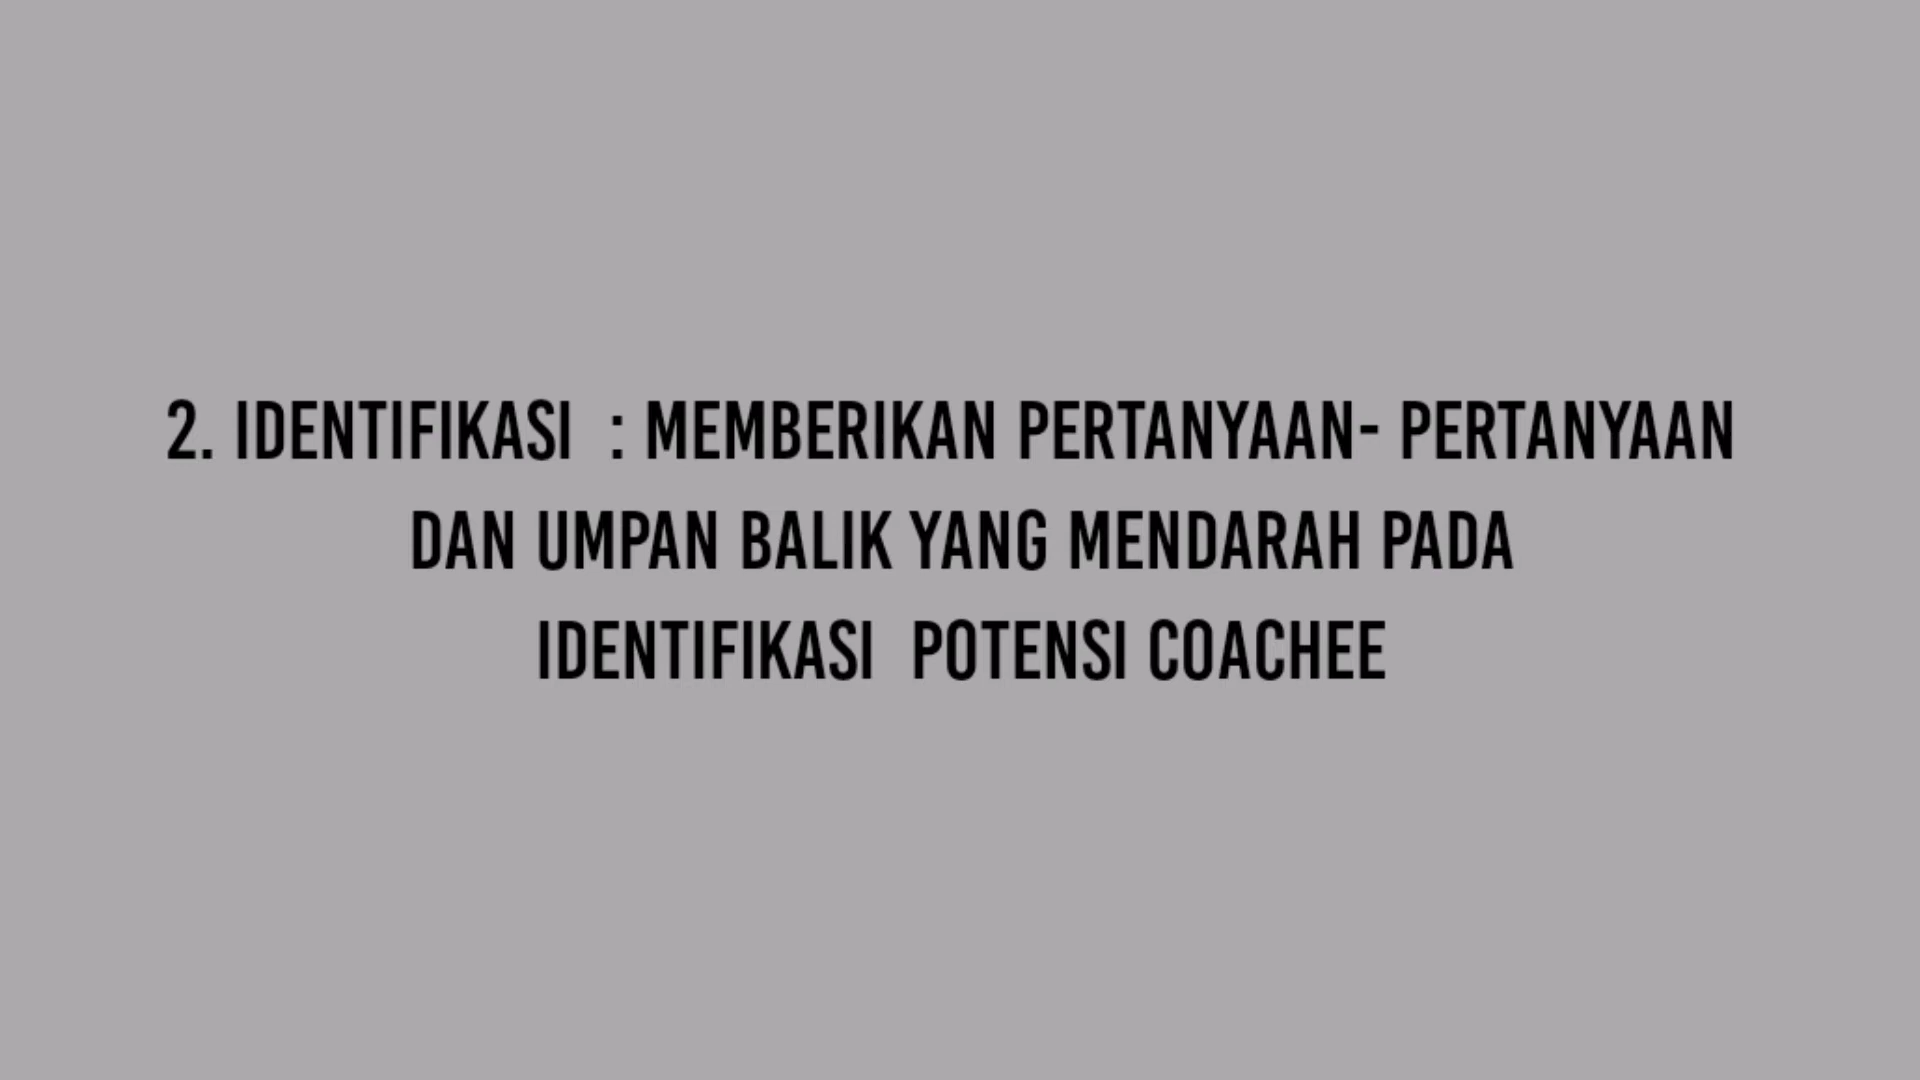 2. IDENTIFIKASI : MEMBERIKAN PERTANYAAN- PERTANYAAN
DAN UMPAN BALIK YANG MENDARAH PADA
IDENTIFIKASI POTENSI COACHEE